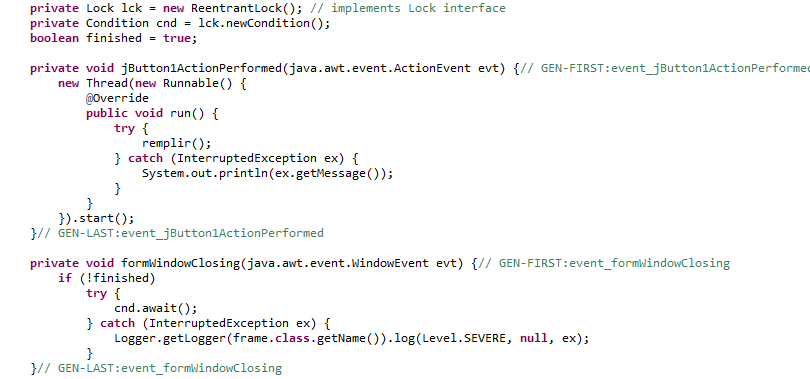 private Lock lck = new ReentrantLock(); // implements Lock interface
private Condition cnd = lck.newCondition();
boolean finished = true;
private void jButton1ActionPerformed(java.awt.event.ActionEvent evt) {// GEN-FIRST:event_jButton1ActionPerformed
new Thread(new Runnable() {
@Override
public void run() {
try {
remplir();
} catch (InterruptedException ex) {
System.out.println(ex.getMessage());
}
}
}).start();
}// GEN-LAST:event_jButton1ActionPerformed
private void formWindowClosing(java.awt.event.WindowEvent evt) {// GEN-FIRST:event_formWindowClosing
if (!finished)
try {
cnd.await();
} catch (InterruptedException ex) {
Logger.getLogger(frame.class.getName()).log(Level.SEVERE, null, ex);
}
}// GEN-LAST:event_formWindowClosing